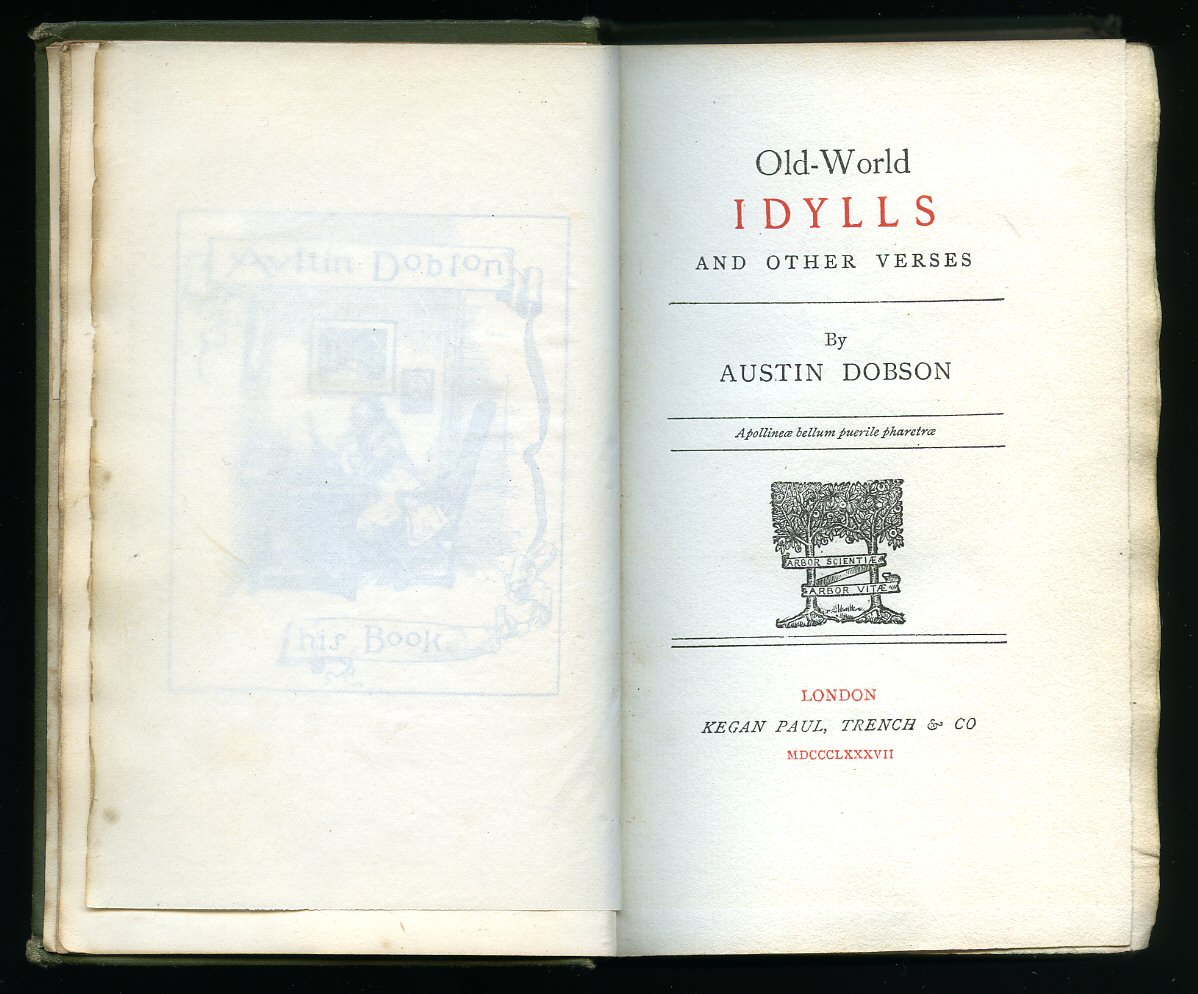 Austin Dobson
his Book
Old-World
IDYLLS
AND OTHER VERSES
By
AUSTIN DOBSON
Apollineæ bellum puerile pharetræ
ARBOR SCIENTIÆ
ARBOR VITÆ
LONDON
KEGAN PAUL, TRENCH & CO
MDCCCLXXXVII